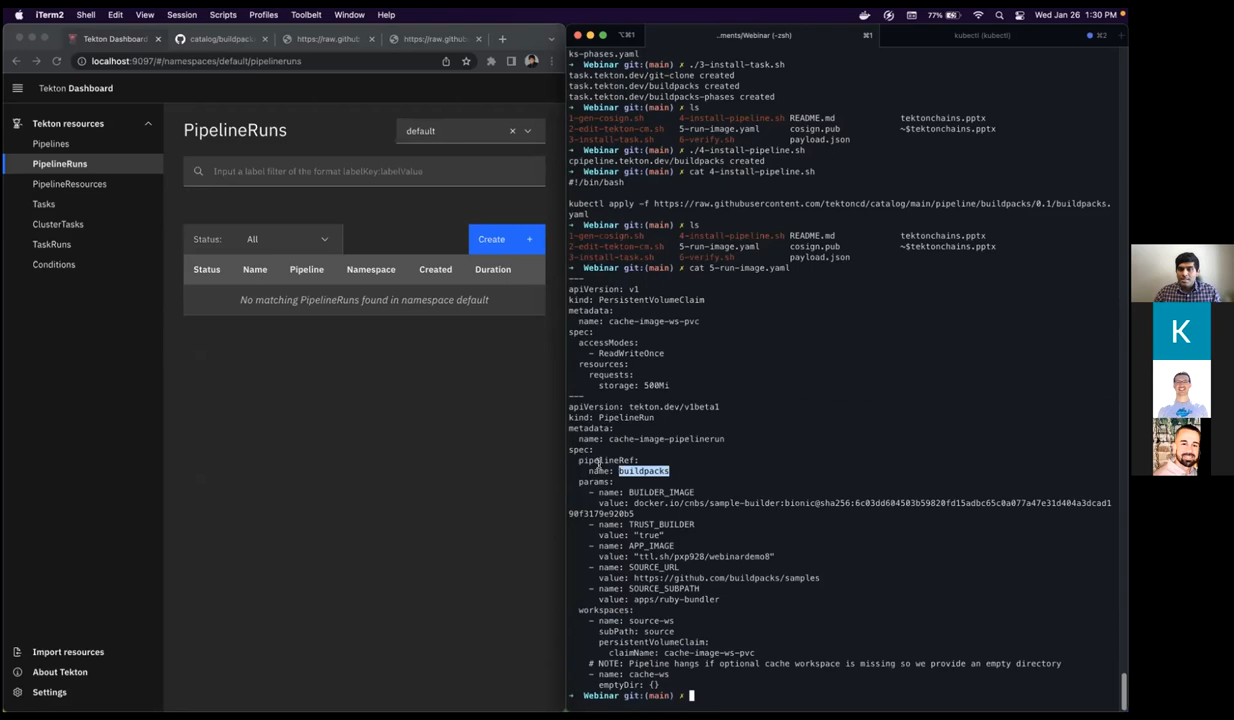 iTerm2 Shell Edit View Session Scripts Profiles Toolbelt Window Help
77% Wed Jan 26 1:30 PM
Tekton Dashboard
catalog/buildpac
https://raw.github
https://raw.github
localhost:9097/#/namespaces/default/pipelineruns
Tekton Dashboard
Tekton resources
Pipelines
PipelineRuns
PipelineResources
Tasks
ClusterTasks
TaskRuns
Conditions
Import resources
About Tekton
Settings
PipelineRuns
default
Input a label filter of the format labelKey:labelValue
Status: All
Create +
Status Name Pipeline Namespace Created Duration
No matching PipelineRuns found in namespace default
⌥⌘1
...ments/Webinar (-zsh) ⌘1
kubectl (kubectl) ⌘2
ks-phases.yaml
➜ Webinar git:(main) ✗ ./3-install-task.sh
task.tekton.dev/git-clone created
task.tekton.dev/buildpacks created
task.tekton.dev/buildpacks-phases created
➜ Webinar git:(main) ✗ ls
1-gen-cosign.sh 4-install-pipeline.sh README.md tektonchains.pptx
2-edit-tekton-cm.sh 5-run-image.yaml cosign.pub ~$tektonchains.pptx
3-install-task.sh 6-verify.sh payload.json
➜ Webinar git:(main) ✗ ./4-install-pipeline.sh
cpipeline.tekton.dev/buildpacks created
➜ Webinar git:(main) ✗ cat 4-install-pipeline.sh
#!/bin/bash
kubectl apply -f https://raw.githubusercontent.com/tektoncd/catalog/main/pipeline/buildpacks/0.1/buildpacks.
yaml
➜ Webinar git:(main) ✗ ls
1-gen-cosign.sh 4-install-pipeline.sh README.md tektonchains.pptx
2-edit-tekton-cm.sh 5-run-image.yaml cosign.pub ~$tektonchains.pptx
3-install-task.sh 6-verify.sh payload.json
➜ Webinar git:(main) ✗ cat 5-run-image.yaml
---
apiVersion: v1
kind: PersistentVolumeClaim
metadata:
name: cache-image-ws-pvc
spec:
accessModes:
- ReadWriteOnce
resources:
requests:
storage: 500Mi
---
apiVersion: tekton.dev/v1beta1
kind: PipelineRun
metadata:
name: cache-image-pipelinerun
spec:
pipelineRef:
name: buildpacks
params:
- name: BUILDER_IMAGE
value: docker.io/cnbs/sample-builder:bionic@sha256:6c03dd604503b59820fd15adbc65c0a077a47e31d404a3dcad1
90f3179e920b5
- name: TRUST_BUILDER
value: "true"
- name: APP_IMAGE
value: "ttl.sh/pxp928/webinardemo8"
- name: SOURCE_URL
value: https://github.com/buildpacks/samples
- name: SOURCE_SUBPATH
value: apps/ruby-bundler
workspaces:
- name: source-ws
subPath: source
persistentVolumeClaim:
claimName: cache-image-ws-pvc
# NOTE: Pipeline hangs if optional cache workspace is missing so we provide an empty directory
- name: cache-ws
emptyDir: {}
➜ Webinar git:(main) ✗
K